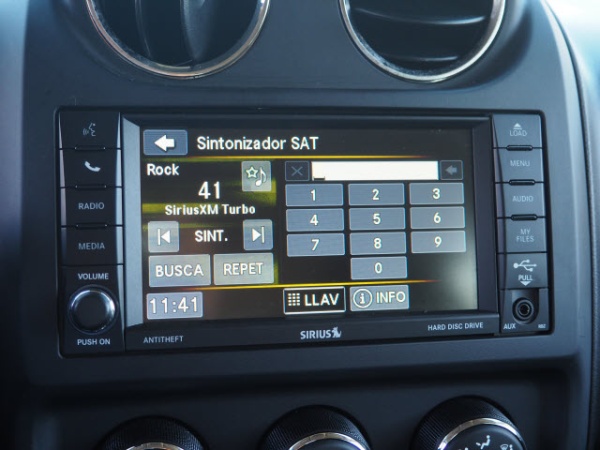 LOAD
MENU
AUDIO
MY FILES
PULL
AUX
RADIO
MEDIA
VOLUME
PUSH ON
Sintonizador SAT
Rock
41
SiriusXM Turbo
SINT.
BUSCA REPET
11:41
1 2 3
4 5 6
7 8 9
0
LLAV INFO
ANTITHEFT
SIRIUS
HARD DISC DRIVE